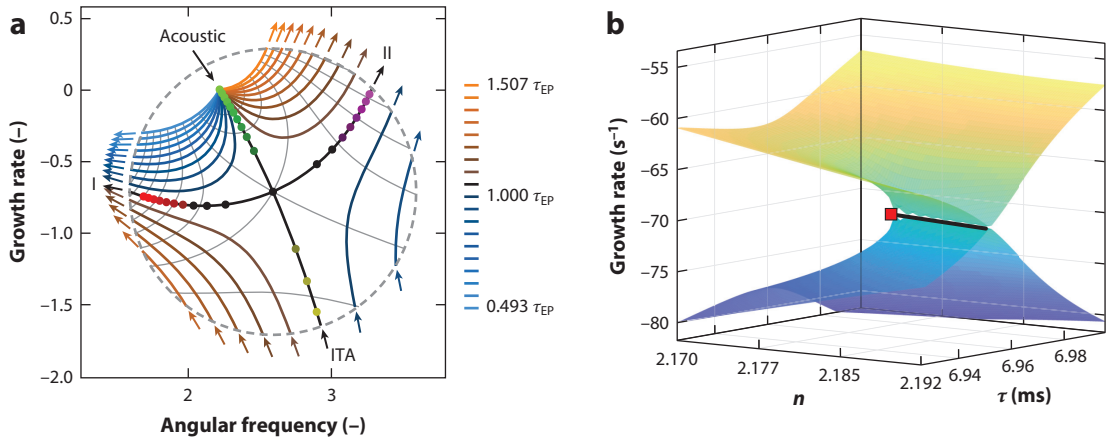 a
Growth rate (–)
0.5
0
–0.5
–1.0
–1.5
–2.0
2
3
Angular frequency (–)
Acoustic
I
II
ITA
1.507 τEP
1.000 τEP
0.493 τEP
b
Growth rate (s⁻¹)
–55
–60
–65
–70
–75
–80
2.170
2.177
2.185
2.192
n
6.94
6.96
6.98
τ (ms)